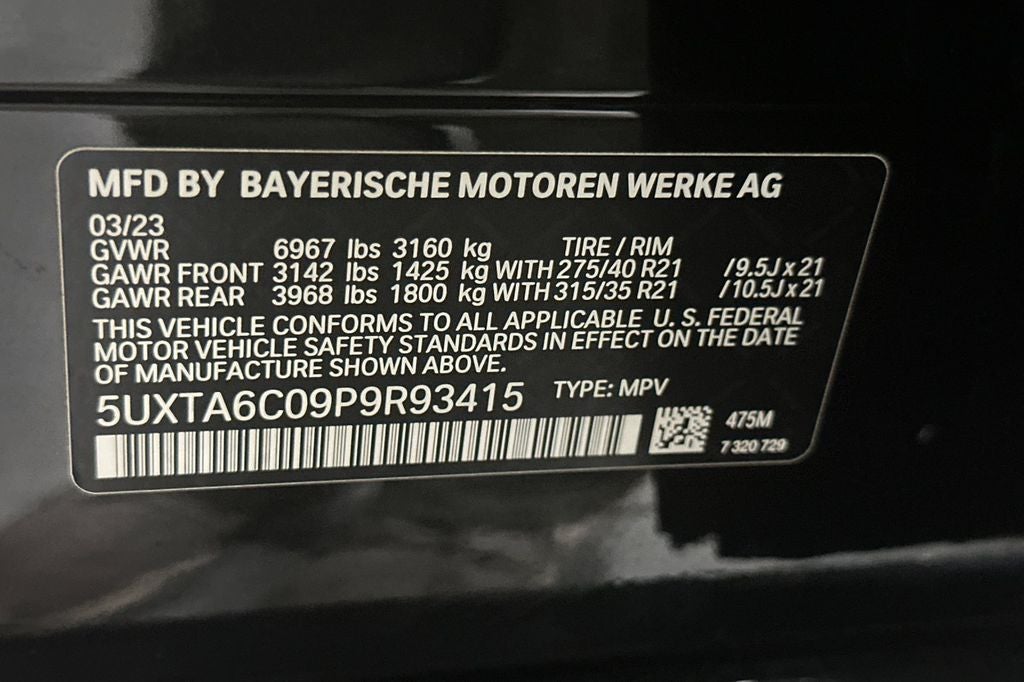 MFD BY BAYERISCHE MOTOREN WERKE AG
03/23
GVWR 6967 lbs 3160 kg TIRE / RIM
GAWR FRONT 3142 lbs 1425 kg WITH 275/40 R21 /9.5J x 21
GAWR REAR 3968 lbs 1800 kg WITH 315/35 R21 /10.5J x 21
THIS VEHICLE CONFORMS TO ALL APPLICABLE U. S. FEDERAL
MOTOR VEHICLE SAFETY STANDARDS IN EFFECT ON THE DATE
OF MANUFACTURE SHOWN ABOVE.
5UXTA6C09P9R93415 TYPE: MPV
475M
7 320 729